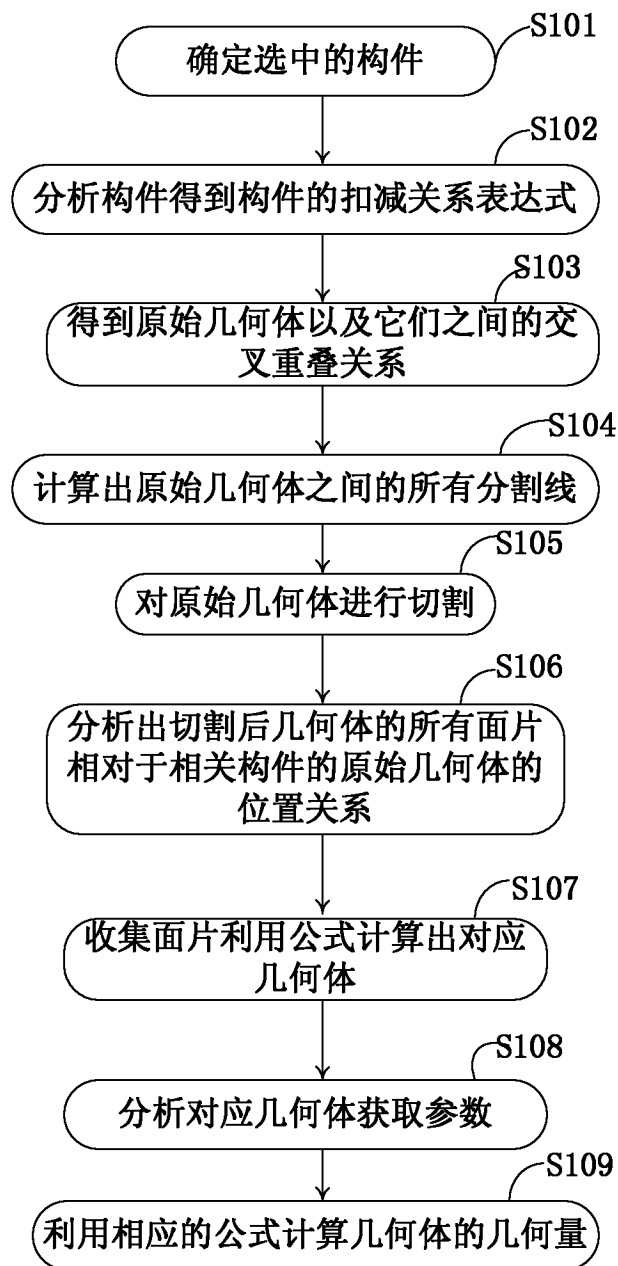 S101
确定选中的构件
S102
分析构件得到构件的扣减关系表达式
S103
得到原始几何体以及它们之间的交
叉重叠关系
S104
计算出原始几何体之间的所有分割线
S105
对原始几何体进行切割
S106
分析出切割后几何体的所有面片
相对于相关构件的原始几何体的
位置关系
S107
收集面片利用公式计算出对应
几何体
S108
分析对应几何体获取参数
S109
利用相应的公式计算几何体的几何量